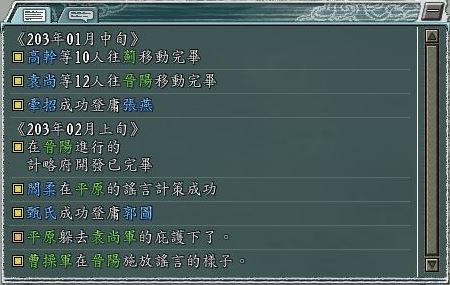 《203年01月中旬》
高幹等10人往薊移動完畢
袁尚等12人往晉陽移動完畢
牽招成功登庸張燕
《203年02月上旬》
在晉陽進行的
計略府開發已完畢
閻柔在平原的謠言計策成功
甄氏成功登庸郭圖
平原躲去袁尚軍的庇護下了。
曹操軍在晉陽施放謠言的樣子。